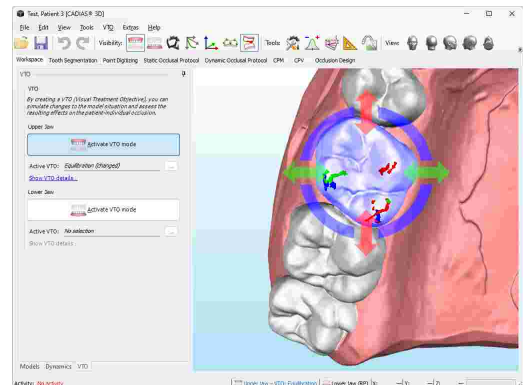 Test, Patient 3 [CADIAS® 3D]
File Edit View Tools VTO Extras Help
Visibility: Tools: View:
Workspace Tooth Segmentation Point Digitizing Static Occlusal Protocol Dynamic Occlusal Protocol CPM CPV Occlusion Design
VTO
VTO
By creating a VTO (Visual Treatment Objective), you can
simulate changes to the model situation and assess the
resulting effects on the patient-individual occlusion.
Upper Jaw
Activate VTO mode
Active VTO: Equilibration (changed) ...
Show VTO details...
Lower Jaw
Activate VTO mode
Active VTO: No selection ...
Show VTO details...
Models Dynamics VTO
Activity: No Activity Upper Jaw - VTO: Equilibration Lower Jaw (RP) X: — Y: — Z: —